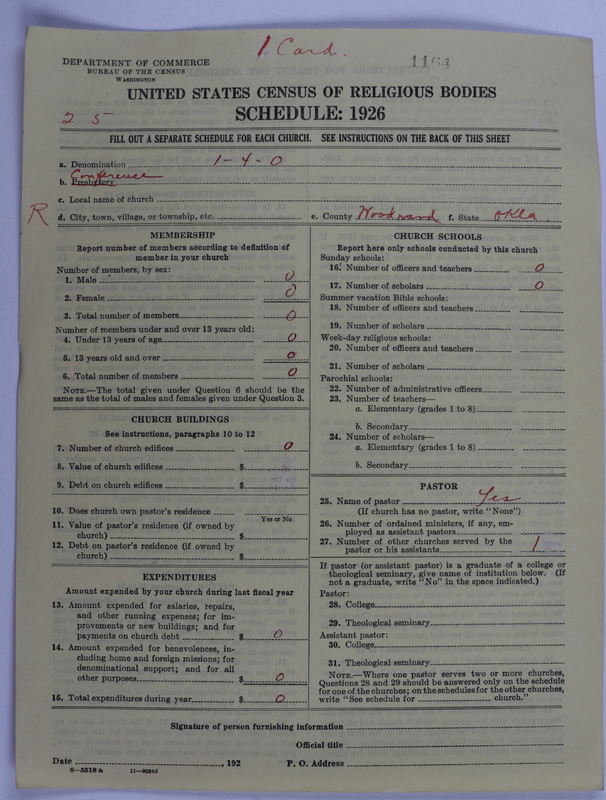 1 Card.
1164
DEPARTMENT OF COMMERCE
BUREAU OF THE CENSUS
WASHINGTON
UNITED STATES CENSUS OF RELIGIOUS BODIES
2 5
SCHEDULE: 1926
FILL OUT A SEPARATE SCHEDULE FOR EACH CHURCH. SEE INSTRUCTIONS ON THE BACK OF THIS SHEET
a. Denomination 1-4-0
Conference
b. Presbytery
c. Local name of church
R
d. City, town, village, or township, etc. e. County Woodward f. State Okla.
MEMBERSHIP
Report number of members according to definition of
member in your church
Number of members, by sex:
1. Male 0
2. Female 0
3. Total number of members 0
Number of members under and over 13 years old:
4. Under 13 years of age 0
5. 13 years old and over 0
6. Total number of members 0
NOTE.—The total given under Question 6 should be the
same as the total of males and females given under Question 3.
CHURCH BUILDINGS
See instructions, paragraphs 10 to 12
7. Number of church edifices 0
8. Value of church edifices $
9. Debt on church edifices $
10. Does church own pastor's residence
Yes or No
11. Value of pastor's residence (if owned by
church) $
12. Debt on pastor's residence (if owned by
church) $
EXPENDITURES
Amount expended by your church during last fiscal year
13. Amount expended for salaries, repairs,
and other running expenses; for im-
provements or new buildings; and for
payments on church debt $ 0
14. Amount expended for benevolences, in-
cluding home and foreign missions; for
denominational support; and for all
other purposes $ 0
15. Total expenditures during year $ 0
CHURCH SCHOOLS
Report here only schools conducted by this church
Sunday schools:
16. Number of officers and teachers 0
17. Number of scholars 0
Summer vacation Bible schools:
18. Number of officers and teachers
19. Number of scholars
Week-day religious schools:
20. Number of officers and teachers
21. Number of scholars
Parochial schools:
22. Number of administrative officers
23. Number of teachers—
a. Elementary (grades 1 to 8)
b. Secondary
24. Number of scholars—
a. Elementary (grades 1 to 8)
b. Secondary
PASTOR
25. Name of pastor Yes
(If church has no pastor, write "None")
26. Number of ordained ministers, if any, em-
ployed as assistant pastors
27. Number of other churches served by the
pastor or his assistants 1
If pastor (or assistant pastor) is a graduate of a college or
theological seminary, give name of institution below. (If
not a graduate, write "No" in the space indicated.)
Pastor:
28. College
29. Theological seminary
Assistant pastor:
30. College
31. Theological seminary
NOTE.—Where one pastor serves two or more churches,
Questions 28 and 29 should be answered only on the schedule
for one of the churches; on the schedules for the other churches,
write "See schedule for church."
Signature of person furnishing information
Official title
Date , 192 P. O. Address
8—5518 a